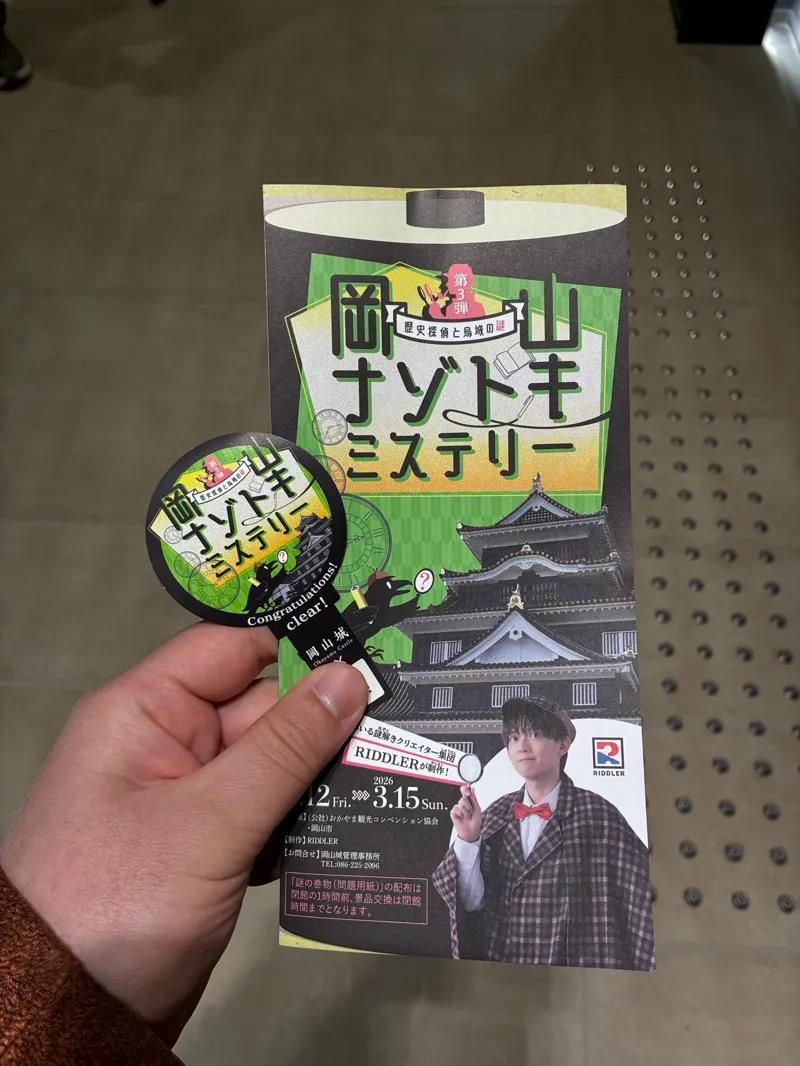 第3弾
歴史探偵と烏城の謎
岡山
ナゾトキ
ミステリー
?
いる謎解きクリエイター集団
RIDDLERが制作!
R
RIDDLER
2026
12 Fri. 3.15 Sun.
(公社)おかやま観光コンベンション協会
・岡山市
【制作】RIDDLER
【お問合せ】岡山城管理事務所
TEL:086-225-2096
「謎の巻物(問題用紙)」の配布は
閉館の1時間前、景品交換は閉館
時間までとなります。
第3弾
歴史探偵と烏城の謎
岡山
ナゾトキ
ミステリー
?
Congratulations!
clear!
岡山城
Okayama Castle